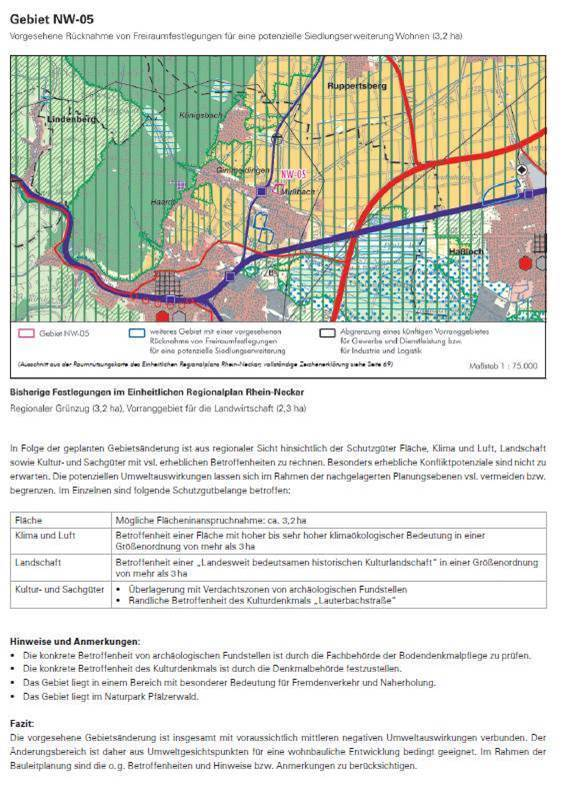 Gebiet NW-05
Vorgesehene Rücknahme von Freiraumfestlegungen für eine potenzielle Siedlungserweiterung Wohnen (3,2 ha)
Ruppertsberg
Lindenberg
Königsbach
Gimmeldingen
NW-05
Mußbach
Haardt
Haßloch
Gebiet NW-05
weiteres Gebiet mit einer vorgesehenen
Rücknahme von Freiraumfestlegungen
für eine potenzielle Siedlungserweiterung
Abgrenzung eines künftigen Vorranggebietes
für Gewerbe und Dienstleistung bzw.
für Industrie und Logistik
(Ausschnitt aus der Raumnutzungskarte des Einheitlichen Regionalplans Rhein-Neckar; vollständige Zeichenerklärung siehe Seite 69)
Maßstab 1 : 75.000
Bisherige Festlegungen im Einheitlichen Regionalplan Rhein-Neckar
Regionaler Grünzug (3,2 ha), Vorranggebiet für die Landwirtschaft (2,3 ha)
In Folge der geplanten Gebietsänderung ist aus regionaler Sicht hinsichtlich der Schutzgüter Fläche, Klima und Luft, Landschaft
sowie Kultur- und Sachgüter mit vsl. erheblichen Betroffenheiten zu rechnen. Besonders erhebliche Konfliktpotenziale sind nicht zu
erwarten. Die potenziellen Umweltauswirkungen lassen sich im Rahmen der nachgelagerten Planungsebenen vsl. vermeiden bzw.
begrenzen. Im Einzelnen sind folgende Schutzgutbelange betroffen:
Fläche
Mögliche Flächeninanspruchnahme: ca. 3,2 ha
Klima und Luft
Betroffenheit einer Fläche mit hoher bis sehr hoher klimaökologischer Bedeutung in einer
Größenordnung von mehr als 3 ha
Landschaft
Betroffenheit einer „Landesweit bedeutsamen historischen Kulturlandschaft" in einer Größenordnung
von mehr als 3 ha
Kultur- und Sachgüter
• Überlagerung mit Verdachtszonen von archäologischen Fundstellen
• Randliche Betroffenheit des Kulturdenkmals „Lauterbachstraße"
Hinweise und Anmerkungen:
• Die konkrete Betroffenheit von archäologischen Fundstellen ist durch die Fachbehörde der Bodendenkmalpflege zu prüfen.
• Die konkrete Betroffenheit des Kulturdenkmals ist durch die Denkmalbehörde festzustellen.
• Das Gebiet liegt in einem Bereich mit besonderer Bedeutung für Fremdenverkehr und Naherholung.
• Das Gebiet liegt im Naturpark Pfälzerwald.
Fazit:
Die vorgesehene Gebietsänderung ist insgesamt mit voraussichtlich mittleren negativen Umweltauswirkungen verbunden. Der
Änderungsbereich ist daher aus Umweltgesichtspunkten für eine wohnbauliche Entwicklung bedingt geeignet. Im Rahmen der
Bauleitplanung sind die o.g. Betroffenheiten und Hinweise bzw. Anmerkungen zu berücksichtigen.